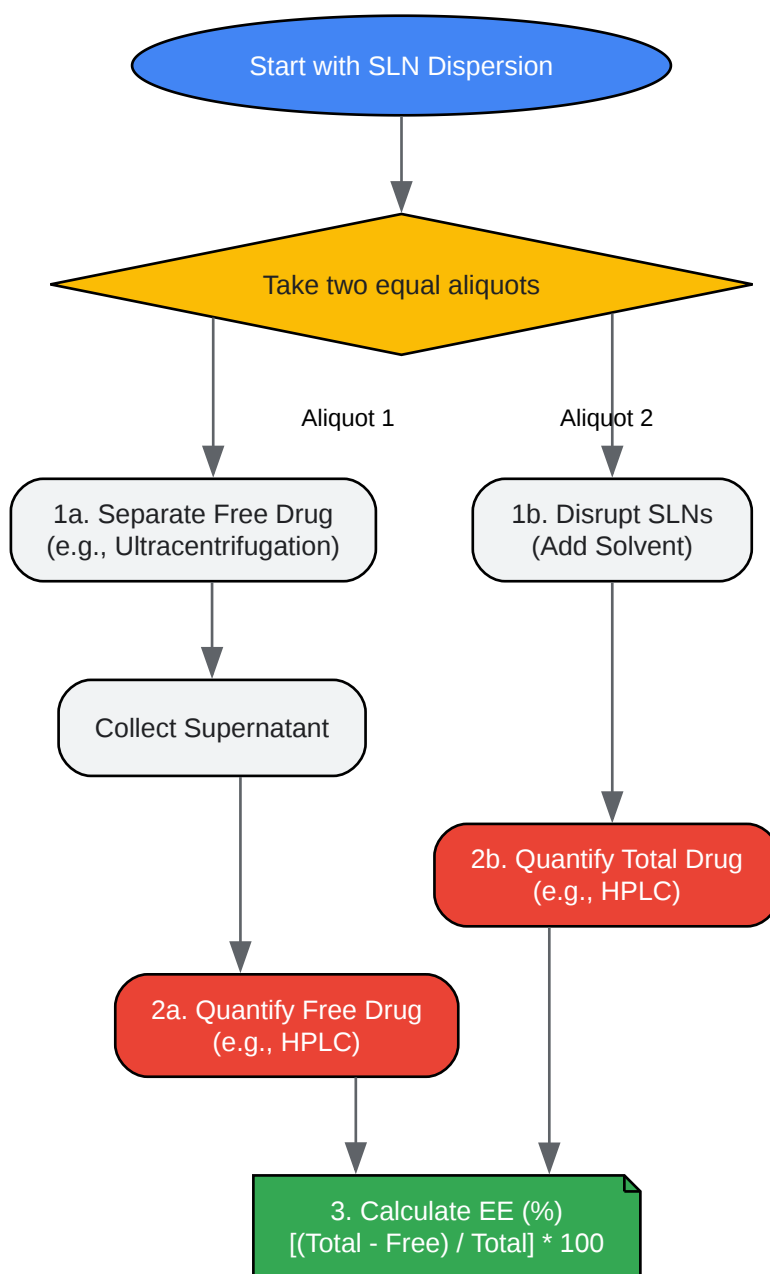 Start with SLN Dispersion
Take two equal aliquots
Aliquot 1
Aliquot 2
1a. Separate Free Drug
(e.g., Ultracentrifugation)
1b. Disrupt SLNs
(Add Solvent)
Collect Supernatant
2b. Quantify Total Drug
(e.g., HPLC)
2a. Quantify Free Drug
(e.g., HPLC)
3. Calculate EE (%)
[(Total - Free) / Total] * 100